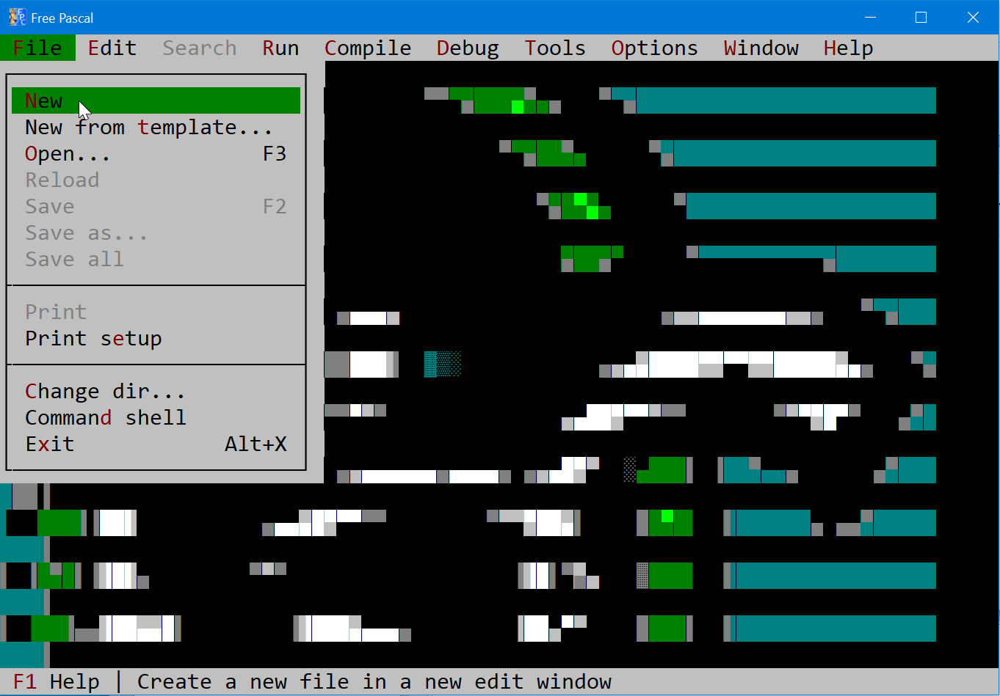 Free Pascal
File Edit Search Run Compile Debug Tools Options Window Help
New
New from template...
Open... F3
Reload
Save F2
Save as...
Save all
Print
Print setup
Change dir...
Command shell
Exit Alt+X
F1 Help | Create a new file in a new edit window